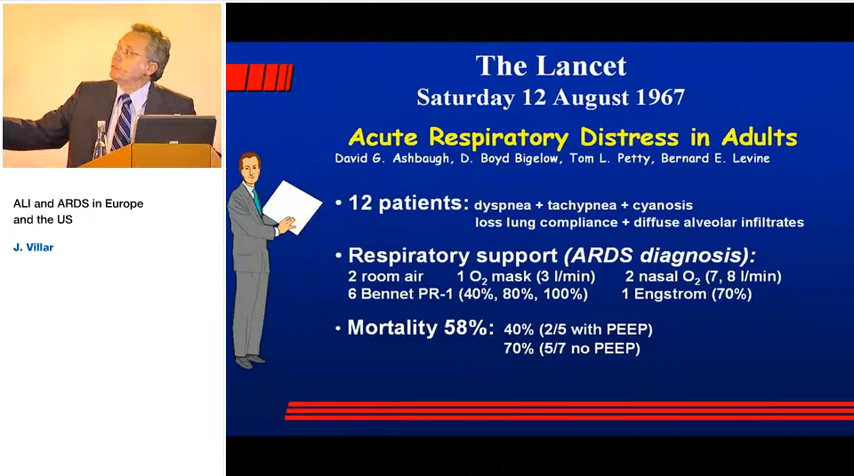 ALI and ARDS in Europe
and the US
J. Villar
The Lancet
Saturday 12 August 1967
Acute Respiratory Distress in Adults
David G. Ashbaugh, D. Boyd Bigelow, Tom L. Petty, Bernard E. Levine
• 12 patients: dyspnea + tachypnea + cyanosis
loss lung compliance + diffuse alveolar infiltrates
• Respiratory support (ARDS diagnosis):
2 room air 1 O₂ mask (3 l/min) 2 nasal O₂ (7, 8 l/min)
6 Bennet PR-1 (40%, 80%, 100%) 1 Engstrom (70%)
• Mortality 58%: 40% (2/5 with PEEP)
70% (5/7 no PEEP)